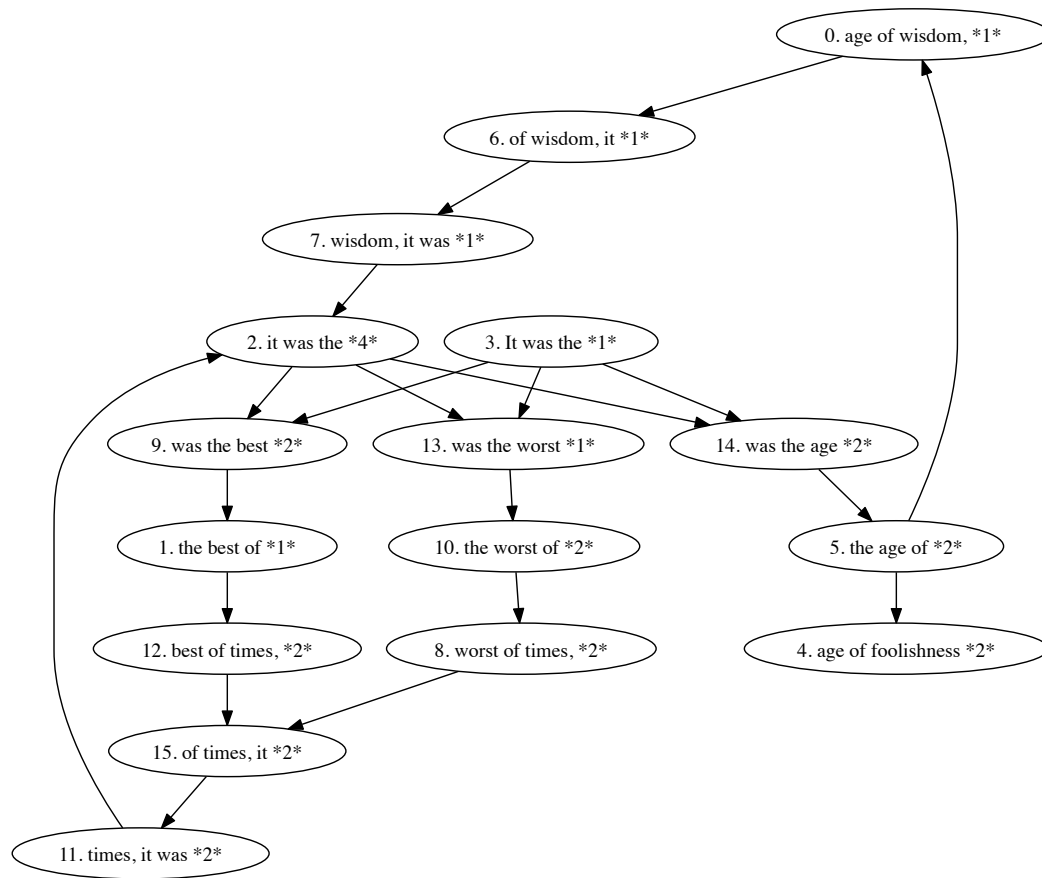 0. age of wisdom, *1*
6. of wisdom, it *1*
7. wisdom, it was *1*
2. it was the *4*
3. It was the *1*
9. was the best *2*
13. was the worst *1*
14. was the age *2*
1. the best of *1*
10. the worst of *2*
5. the age of *2*
12. best of times, *2*
8. worst of times, *2*
4. age of foolishness *2*
15. of times, it *2*
11. times, it was *2*